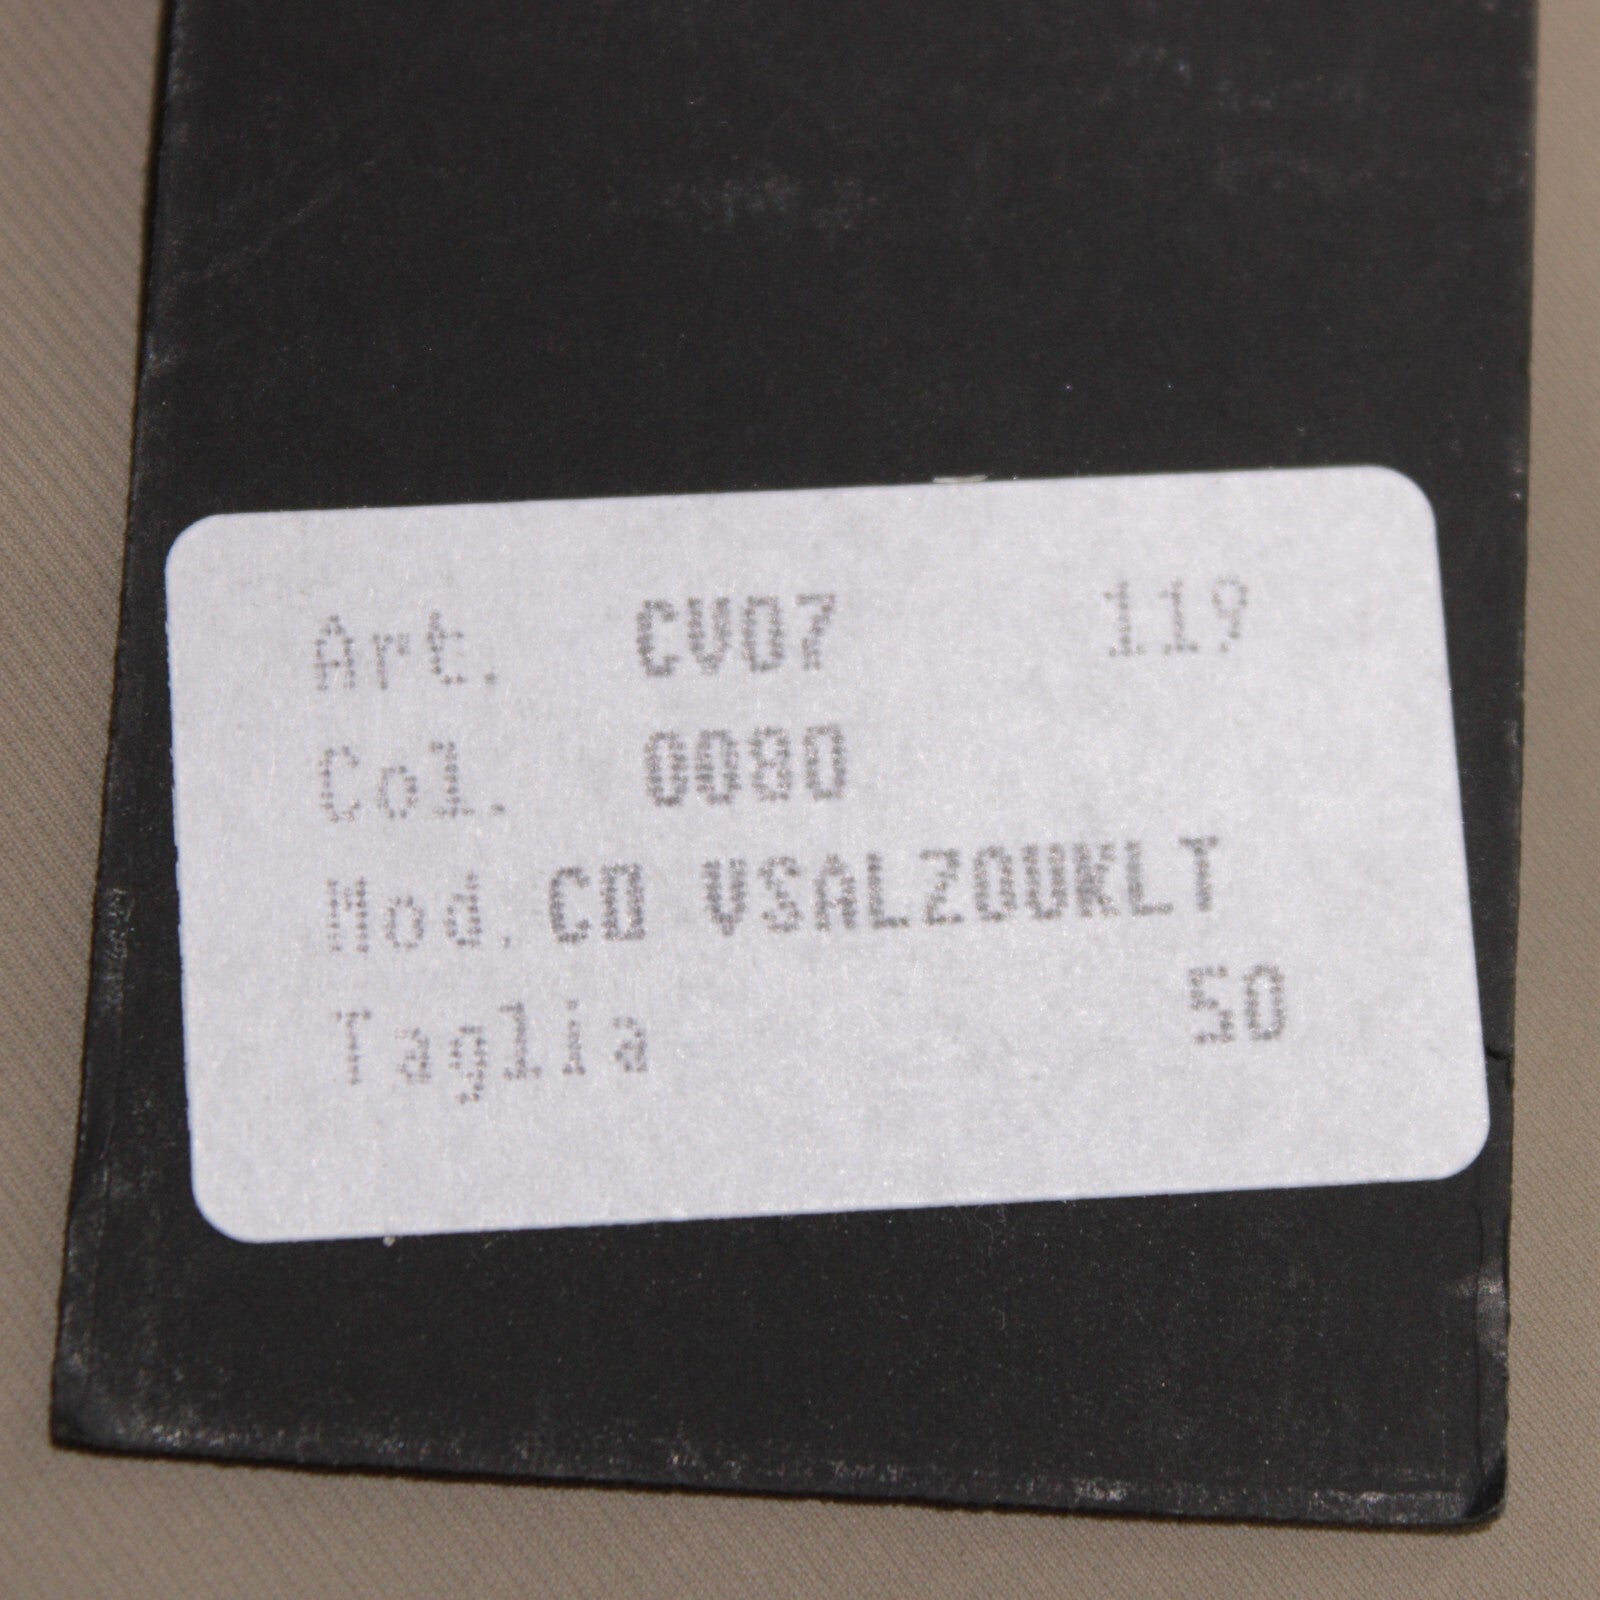 Art. CV07 119
Col. 0080
Mod. CD VSALZOUKLT
Taglia 50